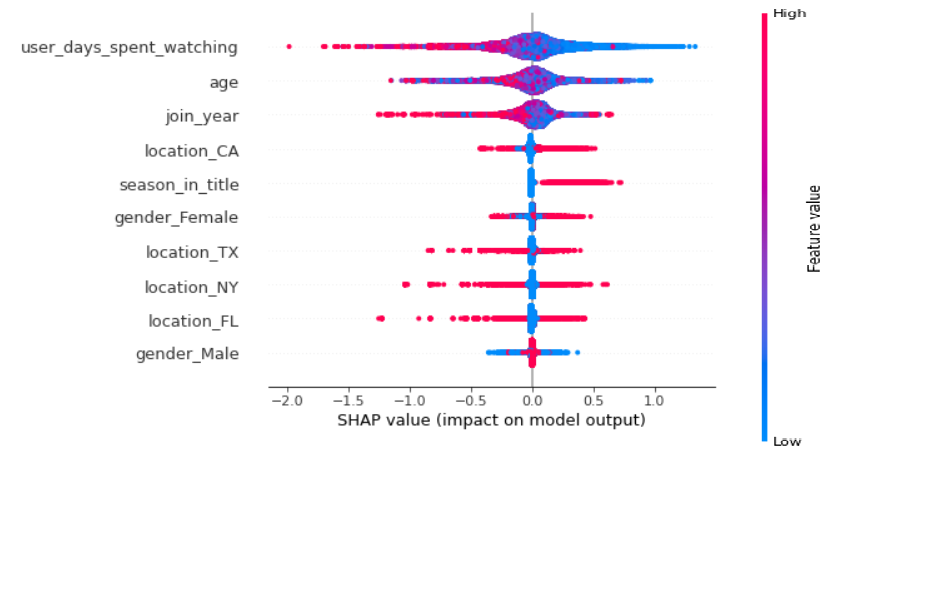 High
user_days_spent_watching
age
join_year
location_CA
season_in_title
gender_Female
location_TX
location_NY
location_FL
gender_Male
Feature value
Low
−2.0 −1.5 −1.0 −0.5 0.0 0.5 1.0
SHAP value (impact on model output)